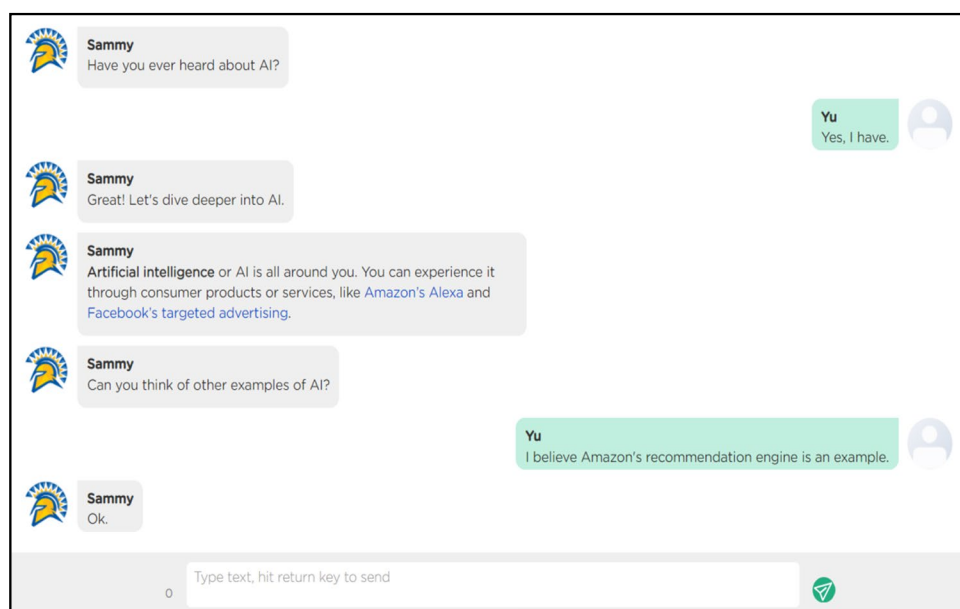 Sammy
Have you ever heard about AI?
Yu
Yes, I have.
Sammy
Great! Let's dive deeper into AI.
Sammy
Artificial intelligence or AI is all around you. You can experience it
through consumer products or services, like Amazon's Alexa and
Facebook's targeted advertising.
Sammy
Can you think of other examples of AI?
Yu
I believe Amazon's recommendation engine is an example.
Sammy
Ok.
Type text, hit return key to send
0